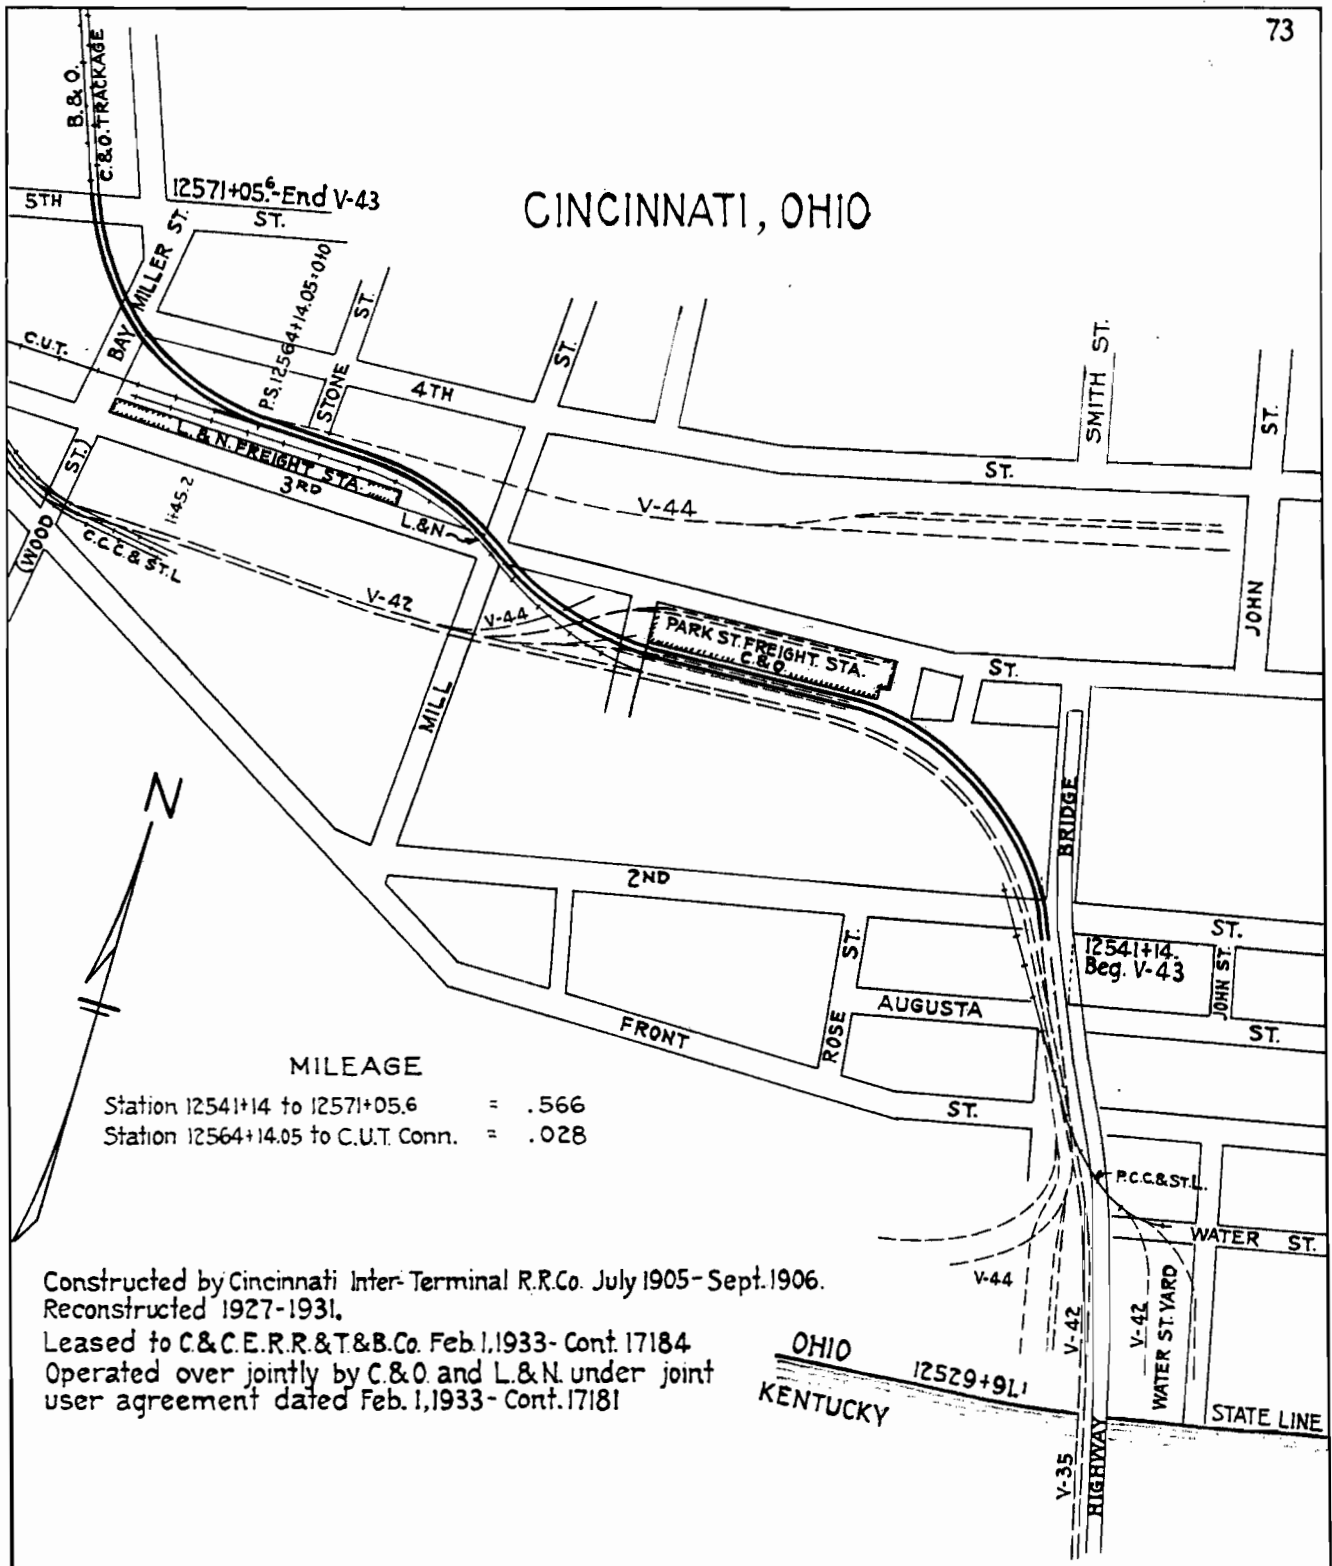 73
B. & O.
C. & O. TRACKAGE
12571+05.6-End V-43
5TH
ST.
CINCINNATI, OHIO
BAY MILLER ST.
P.S. 12564+14.05=0+0
STONE
ST.
C.U.T.
4TH
ST.
SMITH ST.
ST.
ST.
L. & N. FREIGHT STA.
3RD
1+45.2
L. & N.
V-44
(WOOD ST.)
C. C. C. & ST. L
V-42
V-44
PARK ST. FREIGHT STA.
C. & O.
ST.
JOHN
MILL
N
BRIDGE
2ND
ST.
12541+14.
Beg. V-43
ST.
JOHN ST.
AUGUSTA
ST.
ROSE
FRONT
ST.
MILEAGE
Station 12541+14 to 12571+05.6 = .566
Station 12564+14.05 to C.U.T. Conn. = .028
P.C.C. & ST. L.
WATER ST.
V-44
V-42
V-42
WATER ST. YARD
Constructed by Cincinnati Inter-Terminal R.R.Co. July 1905-Sept. 1906.
Reconstructed 1927-1931.
Leased to C.& C. E.R.R.& T.& B.Co. Feb. 1, 1933- Cont. 17184
Operated over jointly by C.& O. and L.& N. under joint
user agreement dated Feb. 1, 1933- Cont. 17181
OHIO
KENTUCKY
12529+91.1
STATE LINE
V-35
HIGHWAY